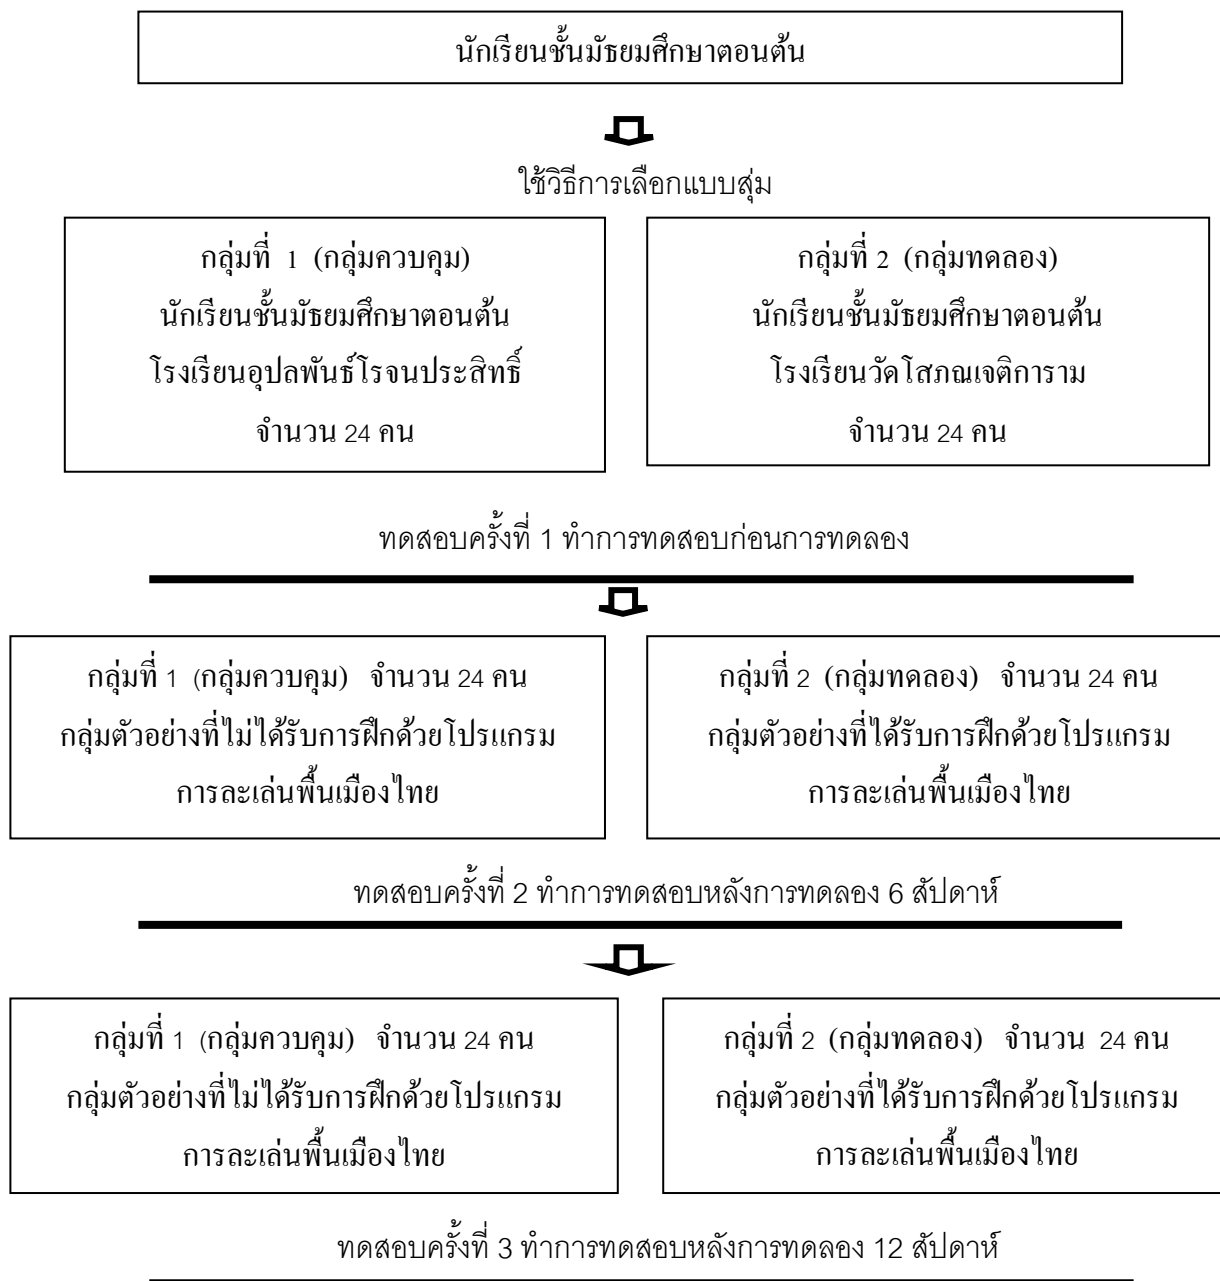 นักเรียนชั้นมัธยมศึกษาตอนต้น
ใช้วิธีการเลือกแบบสุ่ม
กลุ่มที่ 1 (กลุ่มควบคุม)
นักเรียนชั้นมัธยมศึกษาตอนต้น
โรงเรียนอุปลพันธ์โรจนประสิทธิ์
จำนวน 24 คน
กลุ่มที่ 2 (กลุ่มทดลอง)
นักเรียนชั้นมัธยมศึกษาตอนต้น
โรงเรียนวัดโสภณเจติการาม
จำนวน 24 คน
ทดสอบครั้งที่ 1 ทำการทดสอบก่อนการทดลอง
กลุ่มที่ 1 (กลุ่มควบคุม) จำนวน 24 คน
กลุ่มตัวอย่างที่ไม่ได้รับการฝึกด้วยโปรแกรม
การละเล่นพื้นเมืองไทย
กลุ่มที่ 2 (กลุ่มทดลอง) จำนวน 24 คน
กลุ่มตัวอย่างที่ได้รับการฝึกด้วยโปรแกรม
การละเล่นพื้นเมืองไทย
ทดสอบครั้งที่ 2 ทำการทดสอบหลังการทดลอง 6 สัปดาห์
กลุ่มที่ 1 (กลุ่มควบคุม) จำนวน 24 คน
กลุ่มตัวอย่างที่ไม่ได้รับการฝึกด้วยโปรแกรม
การละเล่นพื้นเมืองไทย
กลุ่มที่ 2 (กลุ่มทดลอง) จำนวน 24 คน
กลุ่มตัวอย่างที่ได้รับการฝึกด้วยโปรแกรม
การละเล่นพื้นเมืองไทย
ทดสอบครั้งที่ 3 ทำการทดสอบหลังการทดลอง 12 สัปดาห์